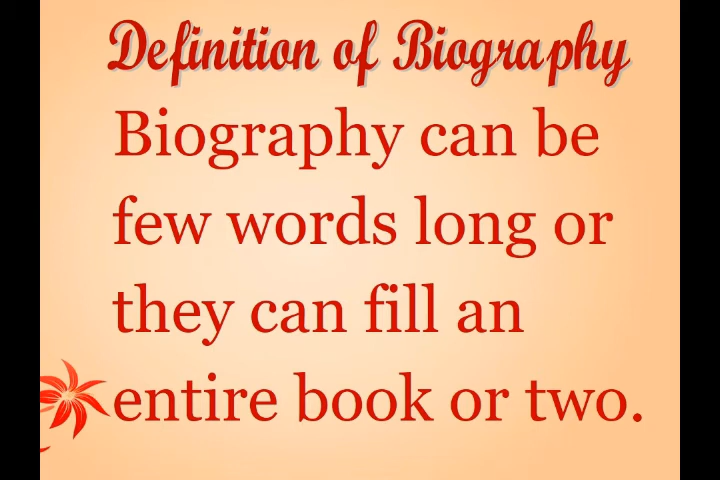 Definition of Biography
Biography can be
few words long or
they can fill an
entire book or two.